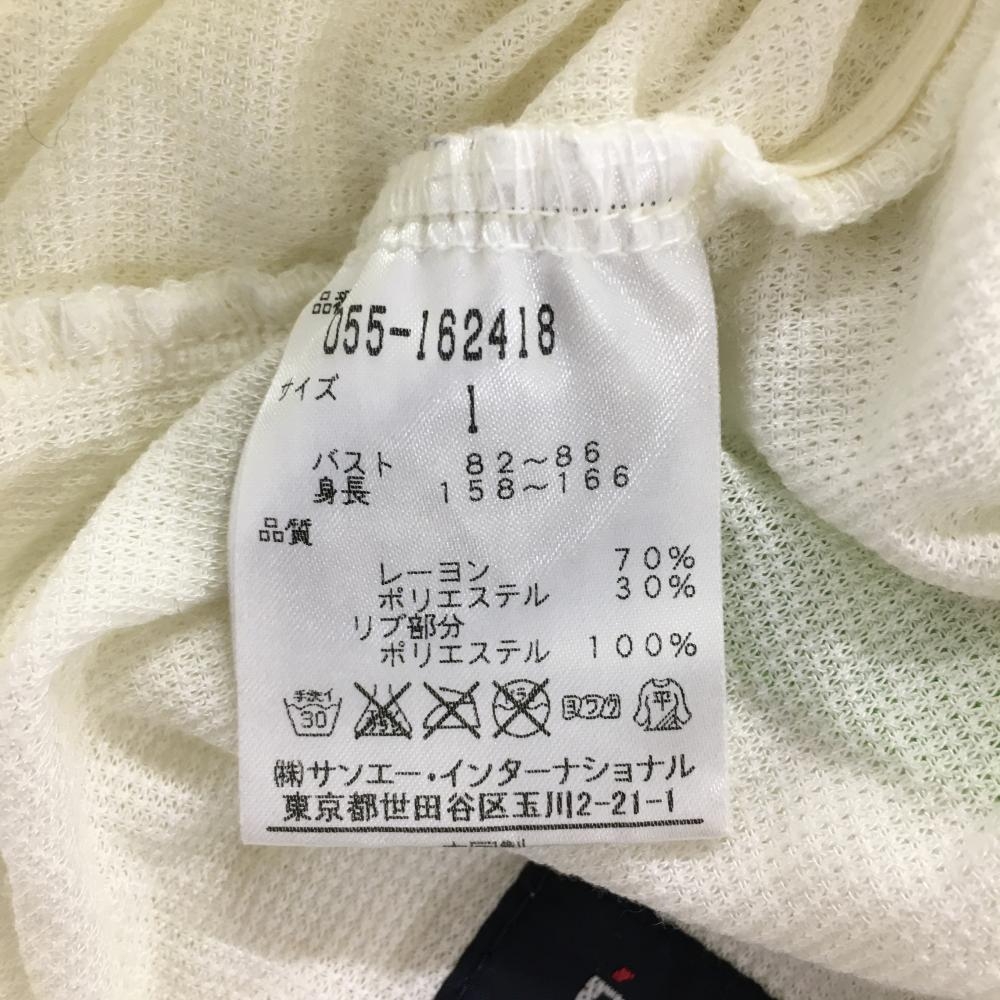 品番
055-162418
サイズ
1
バスト 82~86
身長 158~166
品質
レーヨン 70%
ポリエステル 30%
リブ部分
ポリエステル 100%
手洗イ 30 ヨワク 平
(株)サンエー・インターナショナル
東京都世田谷区玉川2-21-1